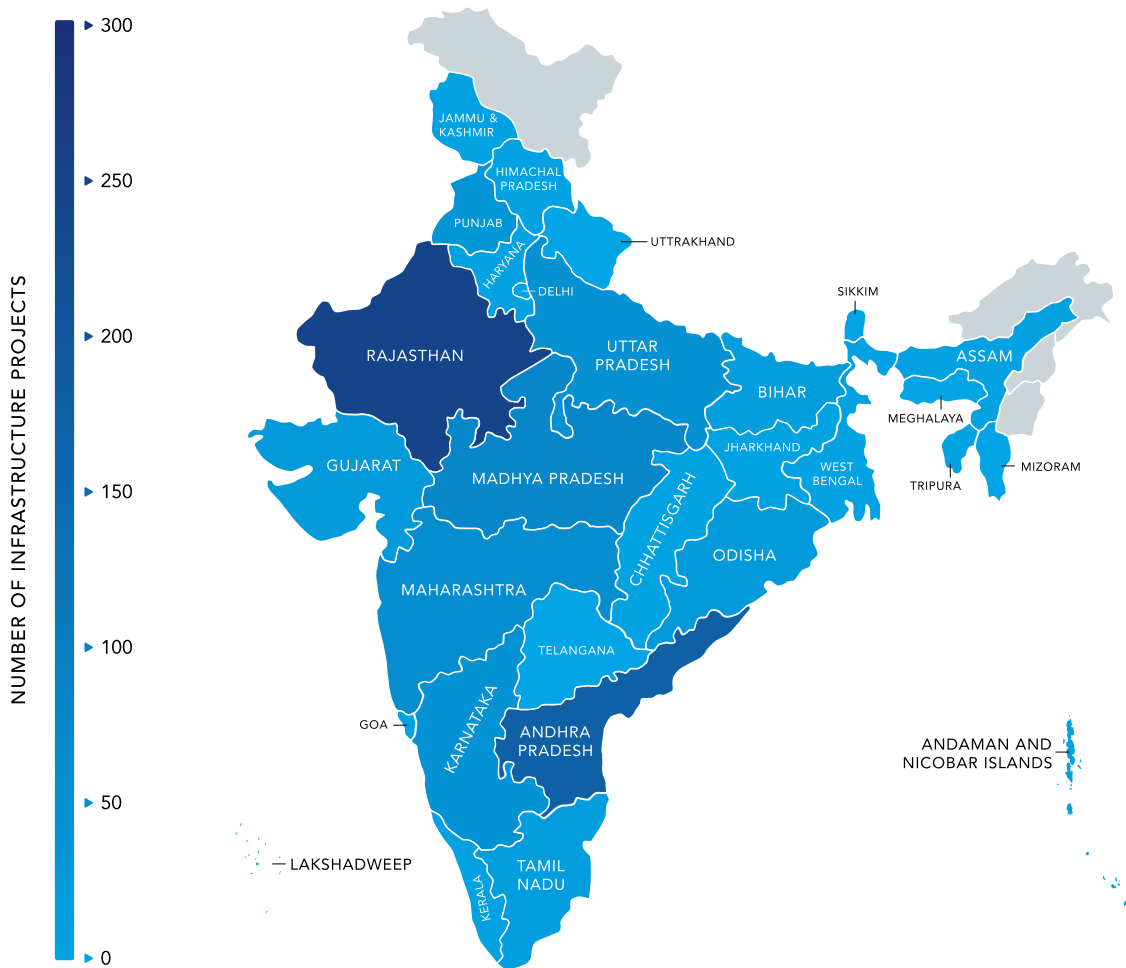 NUMBER OF INFRASTRUCTURE PROJECTS
300
250
200
150
100
50
0
JAMMU &
KASHMIR
HIMACHAL
PRADESH
PUNJAB
UTTRAKHAND
HARYANA
DELHI
SIKKIM
RAJASTHAN
UTTAR
PRADESH
ASSAM
BIHAR
MEGHALAYA
JHARKHAND
GUJARAT
MADHYA PRADESH
WEST
BENGAL
MIZORAM
TRIPURA
CHHATTISGARH
ODISHA
MAHARASHTRA
TELANGANA
GOA
KARNATAKA
ANDHRA
PRADESH
ANDAMAN AND
NICOBAR ISLANDS
LAKSHADWEEP
TAMIL
NADU
KERALA